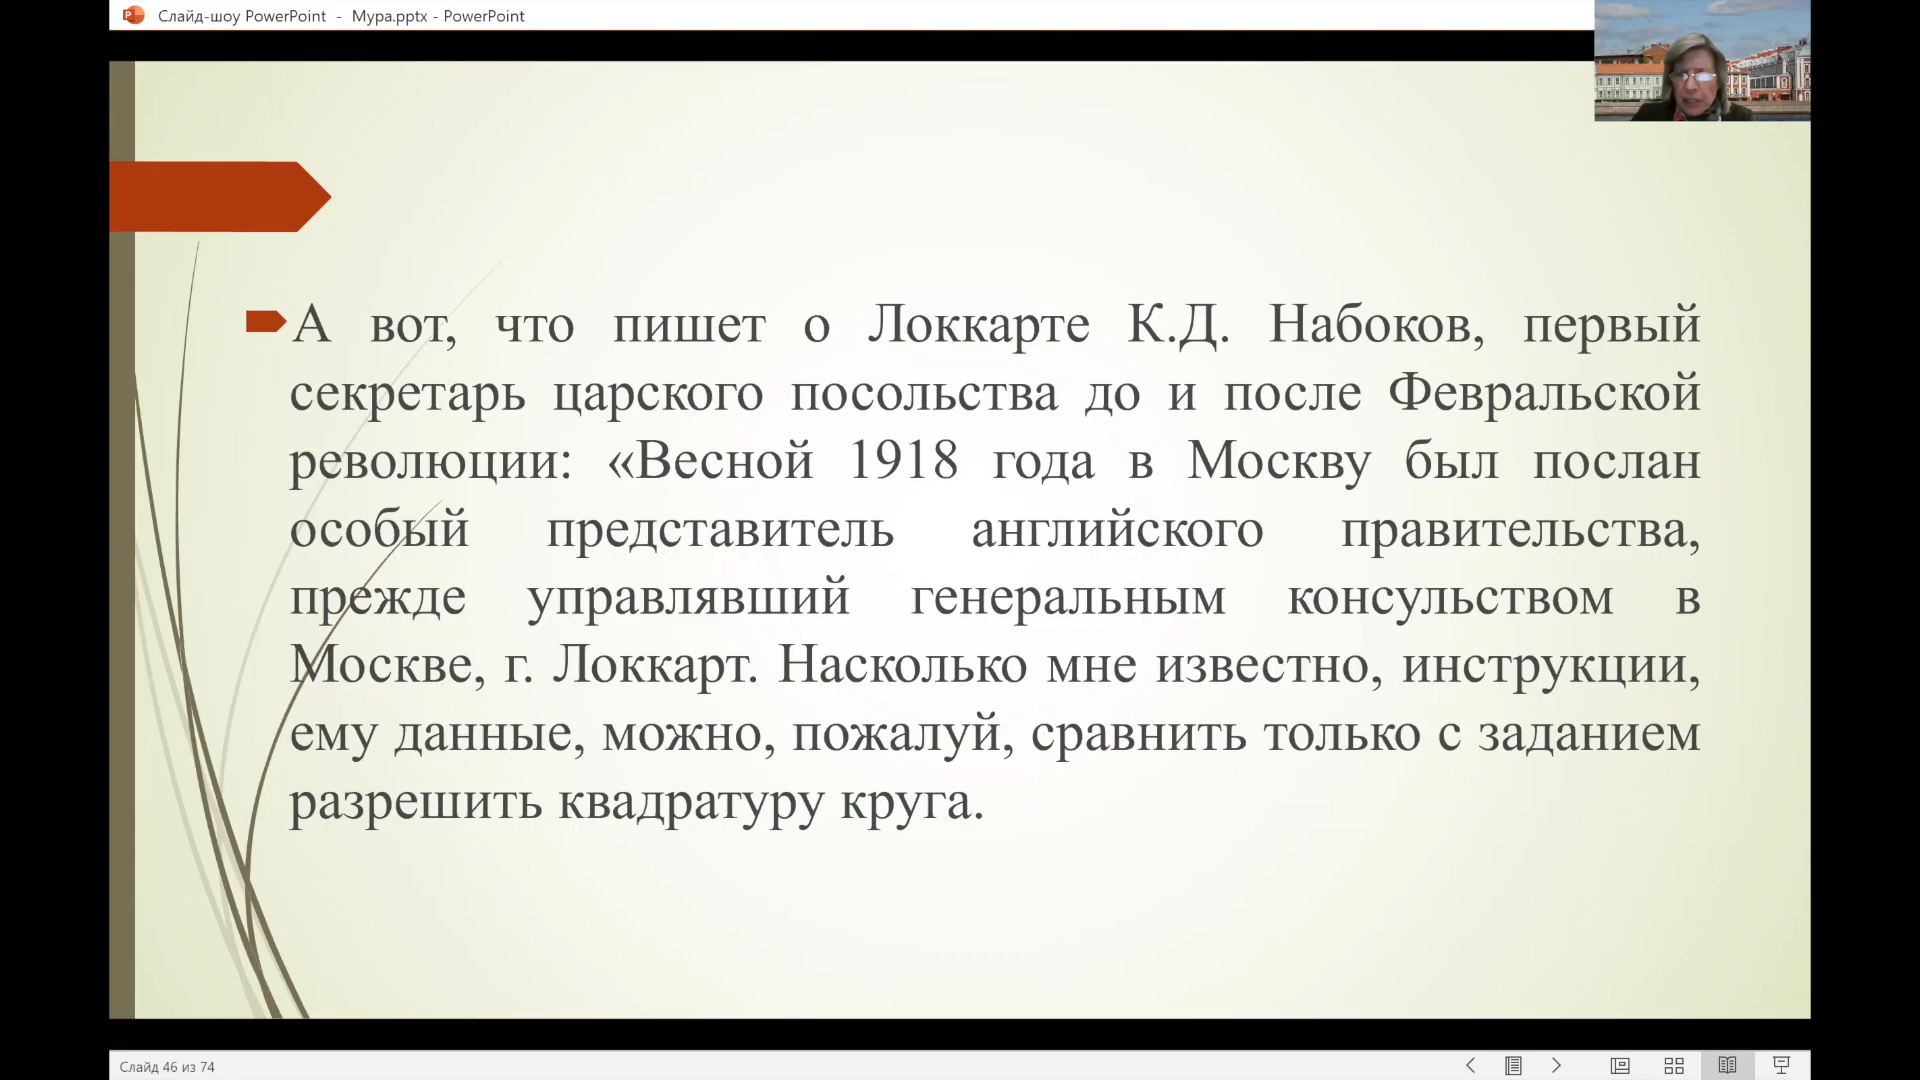 Слайд-шоу PowerPoint - Мура.pptx - PowerPoint
А вот, что пишет о Локкарте К.Д. Набоков, первый
секретарь царского посольства до и после Февральской
революции: «Весной 1918 года в Москву был послан
особый представитель английского правительства,
прежде управлявший генеральным консульством в
Москве, г. Локкарт. Насколько мне известно, инструкции,
ему данные, можно, пожалуй, сравнить только с заданием
разрешить квадратуру круга.
Слайд 46 из 74